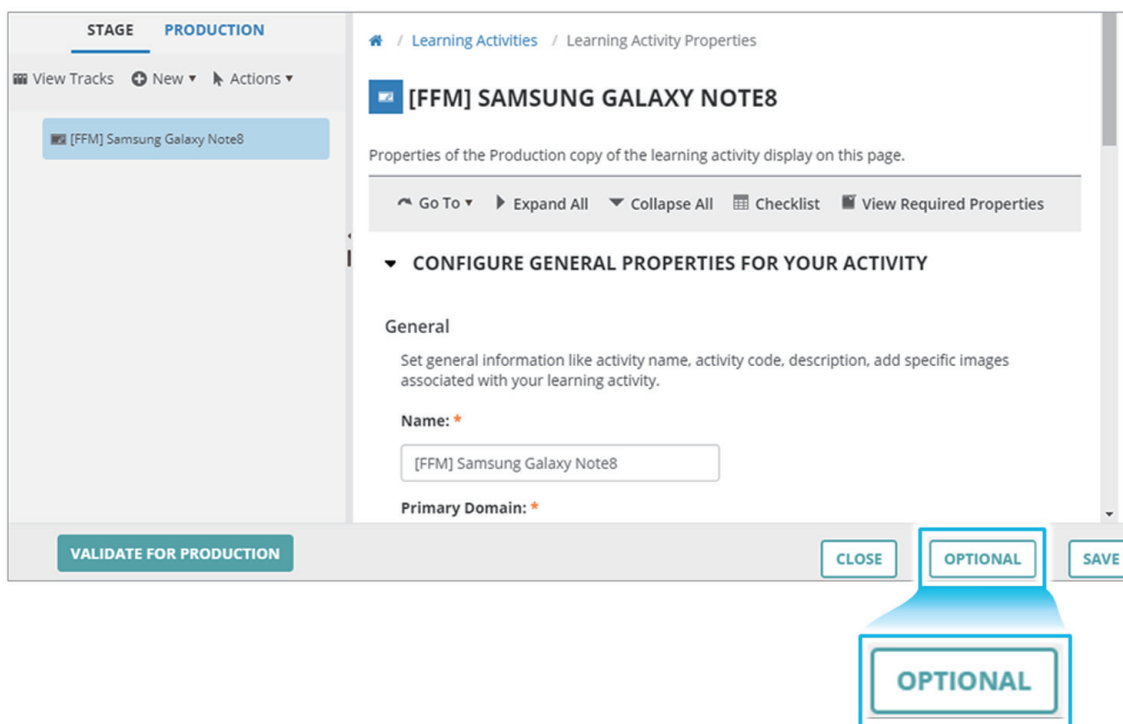 STAGE PRODUCTION
View Tracks New Actions
[FFM] Samsung Galaxy Note8
/ Learning Activities / Learning Activity Properties
[FFM] SAMSUNG GALAXY NOTE8
Properties of the Production copy of the learning activity display on this page.
Go To Expand All Collapse All Checklist View Required Properties
CONFIGURE GENERAL PROPERTIES FOR YOUR ACTIVITY
General
Set general information like activity name, activity code, description, add specific images
associated with your learning activity.
Name: *
[FFM] Samsung Galaxy Note8
Primary Domain: *
VALIDATE FOR PRODUCTION CLOSE OPTIONAL SAVE
OPTIONAL